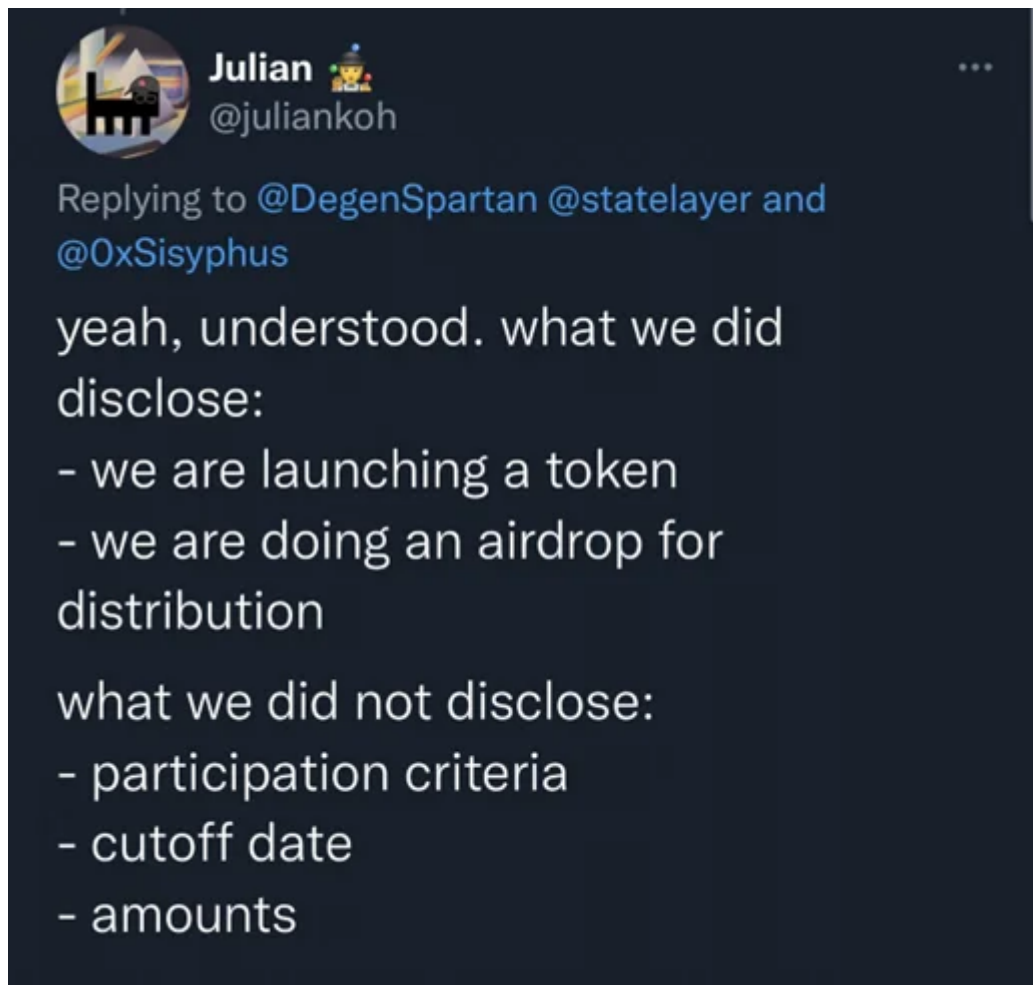 Julian
@juliankoh
Replying to @DegenSpartan @statelayer and
@0xSisyphus
yeah, understood. what we did
disclose:
- we are launching a token
- we are doing an airdrop for
distribution
what we did not disclose:
- participation criteria
- cutoff date
- amounts